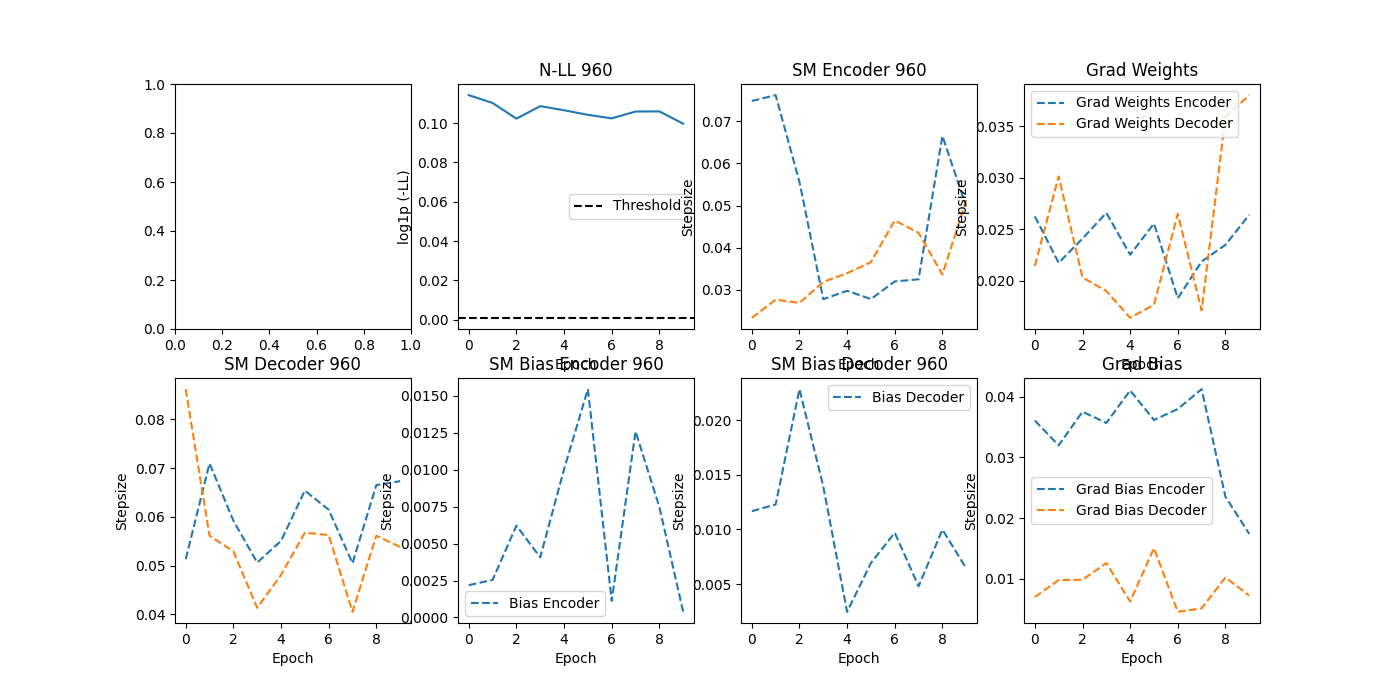 N-LL 960
SM Encoder 960
Grad Weights
1.0
0.8
0.6
0.4
0.2
0.0
0.0 0.2 0.4 0.6 0.8 1.0
log1p (-LL)
0.10
0.08
0.06
0.04
0.02
0.00
Threshold
0 2 4 6 8
Epoch
Stepsize
0.07
0.06
0.05
0.04
0.03
0 2 4 6 8
Epoch
Stepsize
0.035
0.030
0.025
0.020
Grad Weights Encoder
Grad Weights Decoder
0 2 4 6 8
Epoch
SM Decoder 960
SM Bias Encoder 960
SM Bias Decoder 960
Grad Bias
Stepsize
0.08
0.07
0.06
0.05
0.04
0 2 4 6 8
Epoch
Stepsize
0.0150
0.0125
0.0100
0.0075
0.0050
0.0025
0.0000
Bias Encoder
0 2 4 6 8
Epoch
Stepsize
0.020
0.015
0.010
0.005
Bias Decoder
0 2 4 6 8
Epoch
Stepsize
0.04
0.03
0.02
0.01
Grad Bias Encoder
Grad Bias Decoder
0 2 4 6 8
Epoch